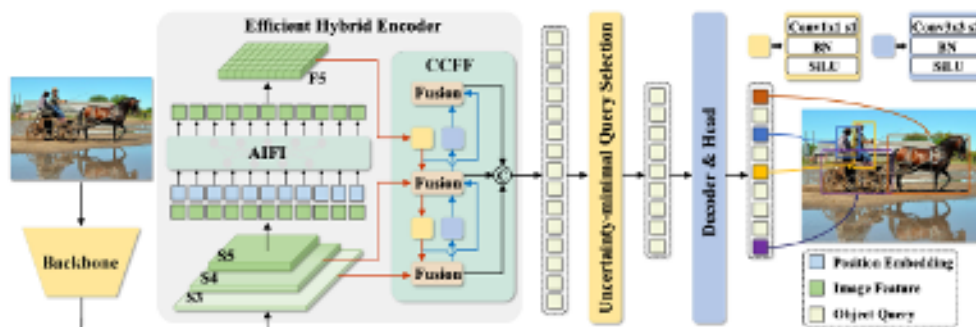 Efficient Hybrid Encoder
F5
AIFI
S5
S4
S3
CCFF
Fusion
Fusion
Fusion
C
Backbone
Uncertainty-minimal Query Selection
Decoder & Head
Conv1x1 s1
BN
SiLU
Conv3x3 s2
BN
SiLU
Position Embedding
Image Feature
Object Query